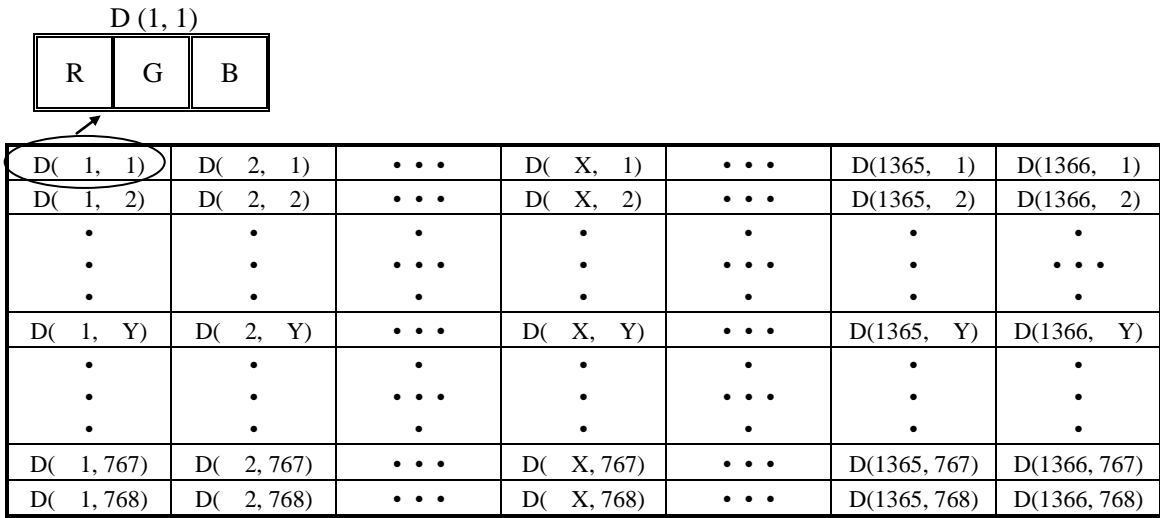 D (1, 1)
R G B
D( 1, 1) D( 2, 1) • • • D( X, 1) • • • D(1365, 1) D(1366, 1)
D( 1, 2) D( 2, 2) • • • D( X, 2) • • • D(1365, 2) D(1366, 2)
• • • • • • •
• • • • • • • • • • • • •
• • • • • • •
D( 1, Y) D( 2, Y) • • • D( X, Y) • • • D(1365, Y) D(1366, Y)
• • • • • • •
• • • • • • • • • • •
• • • • • • •
D( 1, 767) D( 2, 767) • • • D( X, 767) • • • D(1365, 767) D(1366, 767)
D( 1, 768) D( 2, 768) • • • D( X, 768) • • • D(1365, 768) D(1366, 768)